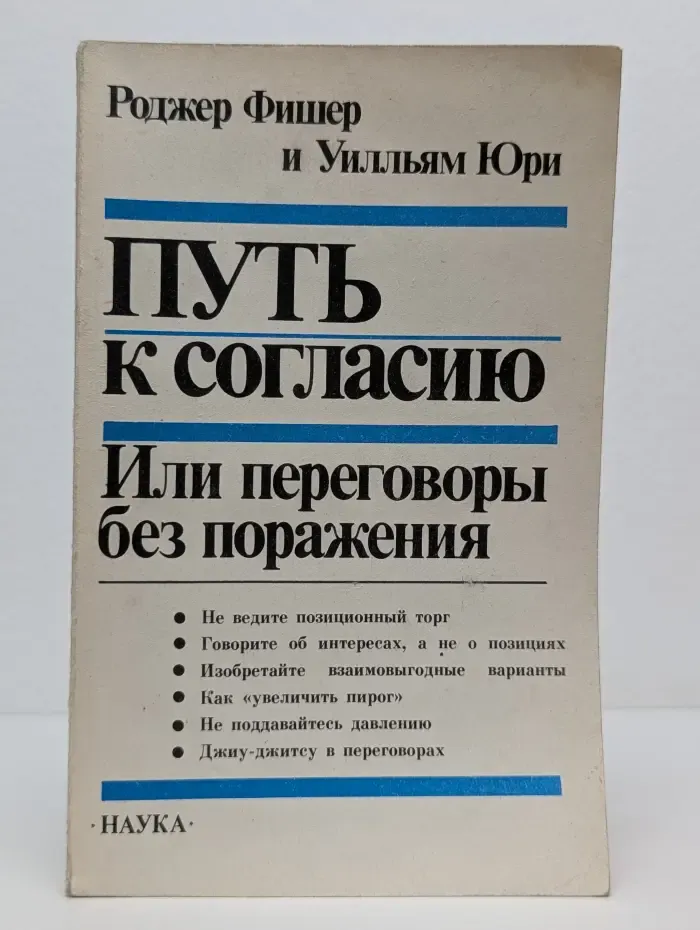 Роджер Фишер
и Уилльям Юри
ПУТЬ
К СОГЛАСИЮ
Или переговоры
без поражения
● Не ведите позиционный торг
● Говорите об интересах, а не о позициях
● Изобретайте взаимовыгодные варианты
● Как «увеличить пирог»
● Не поддавайтесь давлению
● Джиу-джитсу в переговорах
·НАУКА·